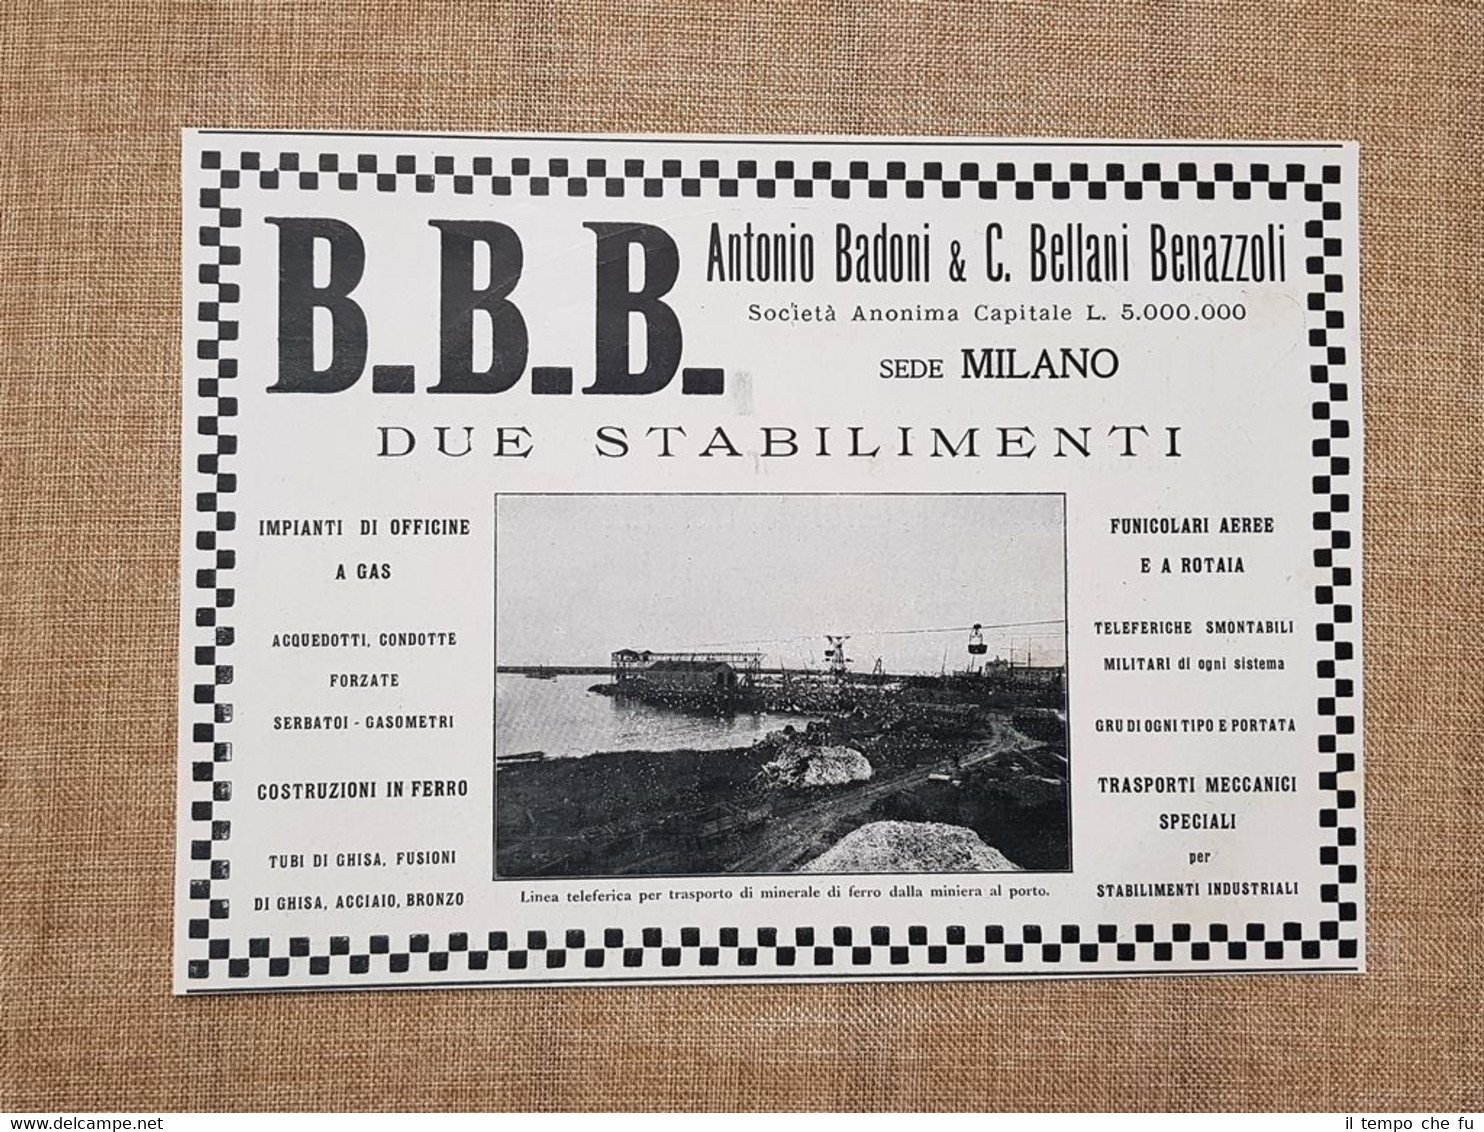 B.B.B.
Antonio Badoni & C. Bellani Benazzoli
Società Anonima Capitale L. 5.000.000
SEDE MILANO
DUE STABILIMENTI
IMPIANTI DI OFFICINE
A GAS
ACQUEDOTTI, CONDOTTE
FORZATE
SERBATOI - GASOMETRI
COSTRUZIONI IN FERRO
TUBI DI GHISA, FUSIONI
DI GHISA, ACCIAIO, BRONZO
Linea teleferica per trasporto di minerale di ferro dalla miniera al porto.
FUNICOLARI AEREE
E A ROTAIA
TELEFERICHE SMONTABILI
MILITARI di ogni sistema
GRU DI OGNI TIPO E PORTATA
TRASPORTI MECCANICI
SPECIALI
per
STABILIMENTI INDUSTRIALI
www.delcampe.net
il tempo che fu